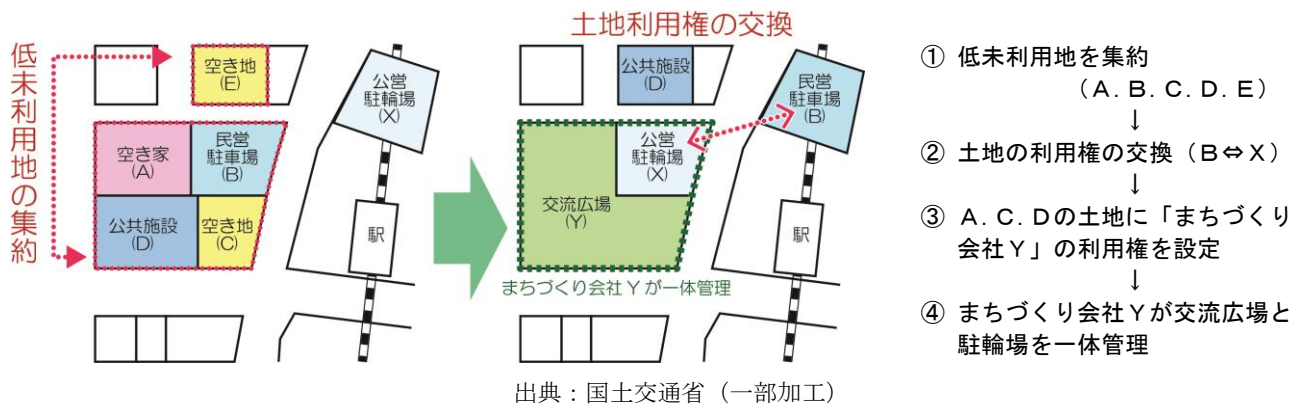 低未利用地の集約
空き地
(E)
公営
駐輪場
(X)
空き家
(A)
民営
駐車場
(B)
公共施設
(D)
空き地
(C)
駅
土地利用権の交換
公共施設
(D)
民営
駐車場
(B)
公営
駐輪場
(X)
交流広場
(Y)
駅
まちづくり会社Yが一体管理
① 低未利用地を集約
（A．B．C．D．E）
↓
② 土地の利用権の交換（B⇔X）
↓
③ A．C．Dの土地に「まちづくり
会社Y」の利用権を設定
↓
④ まちづくり会社Yが交流広場と
駐輪場を一体管理
出典：国土交通省（一部加工）